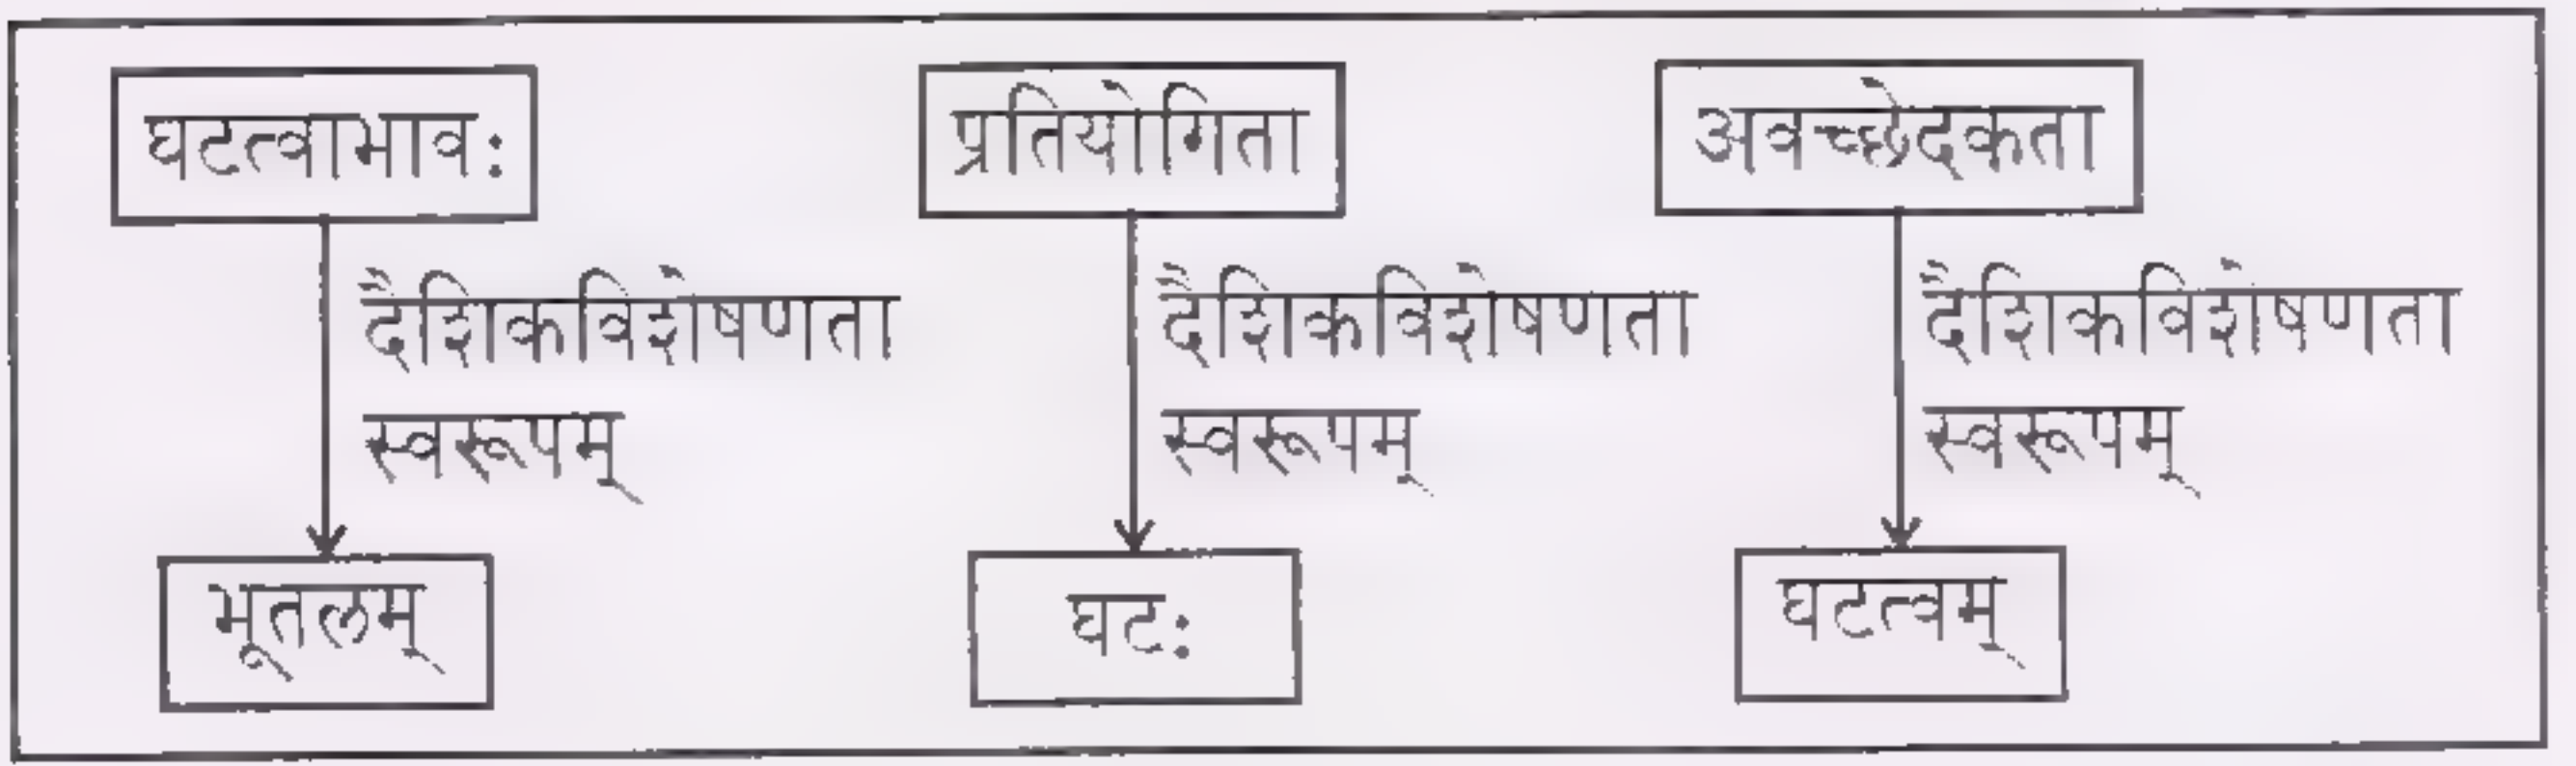 घटत्वाभावः प्रतियोगिता अवच्छेदकता
दैशिकविशेषणता दैशिकविशेषणता दैशिकविशेषणता
स्वरूपम् स्वरूपम् स्वरूपम्
भूतलम् घटः घटत्वम्